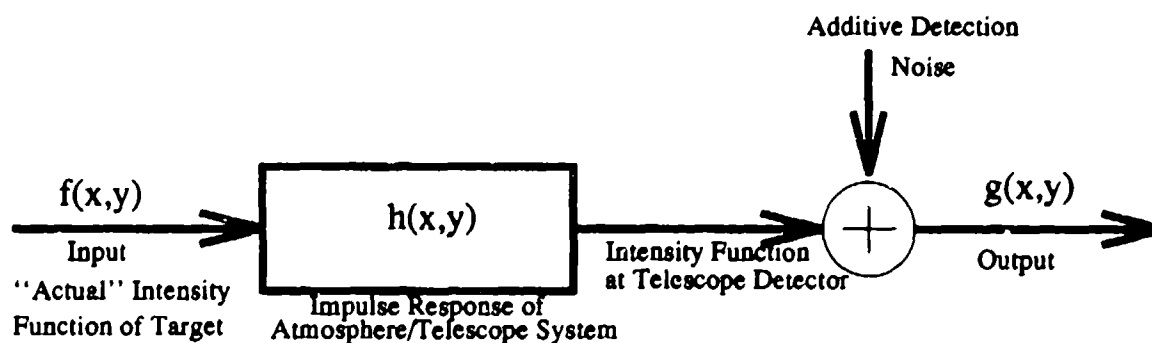 Additive Detection
Noise
f(x,y)
Input
“Actual” Intensity
Function of Target
h(x,y)
Impulse Response of
Atmosphere/Telescope System
Intensity Function
at Telescope Detector
+
g(x,y)
Output